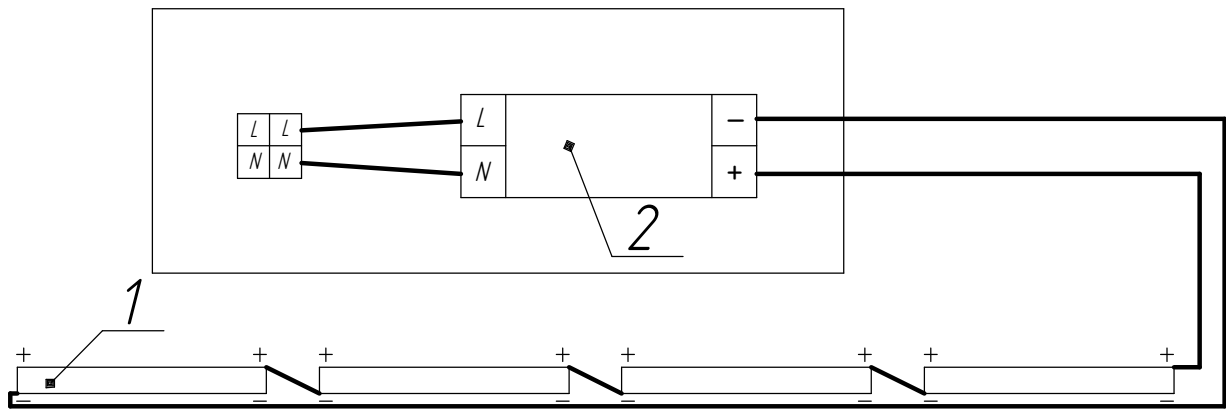 L L L −
N N N +
2
1
+ + + + + + + +
− − − − − − − −